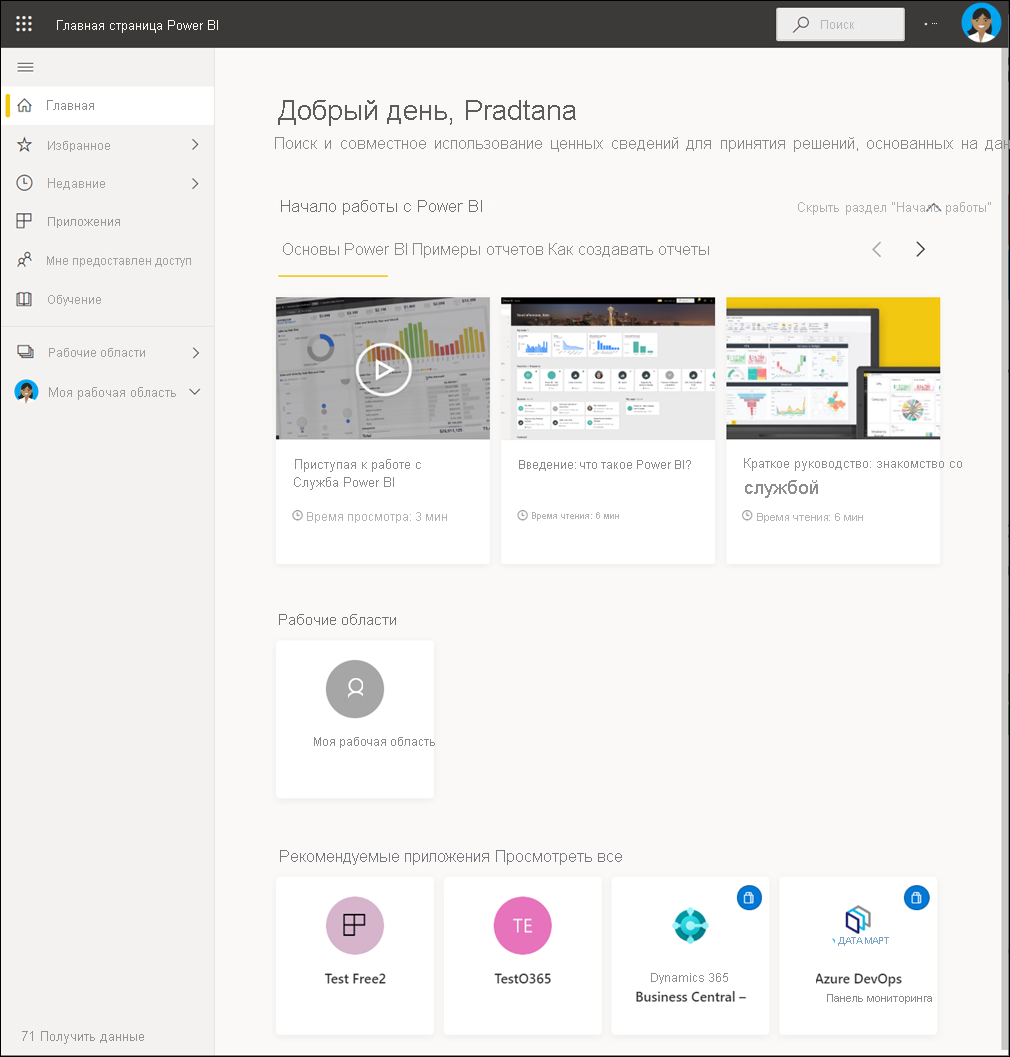 Главная страница Power BI
Поиск
Главная
Избранное
Недавние
Приложения
Мне предоставлен доступ
Обучение
Рабочие области
Моя рабочая область
71 Получить данные
Добрый день, Pradtana
Поиск и совместное использование ценных сведений для принятия решений, основанных на дан
Начало работы с Power BI
Скрыть раздел "Начало работы"
Основы Power BI Примеры отчетов Как создавать отчеты
Приступая к работе с
Служба Power BI
Время просмотра: 3 мин
Введение: что такое Power BI?
Время чтения: 6 мин
Краткое руководство: знакомство со
службой
Время чтения: 6 мин
Рабочие области
Моя рабочая область
Рекомендуемые приложения Просмотреть все
Test Free2
TE
TestO365
Dynamics 365
Business Central –
ДАТА МАРТ
Azure DevOps
Панель мониторинга